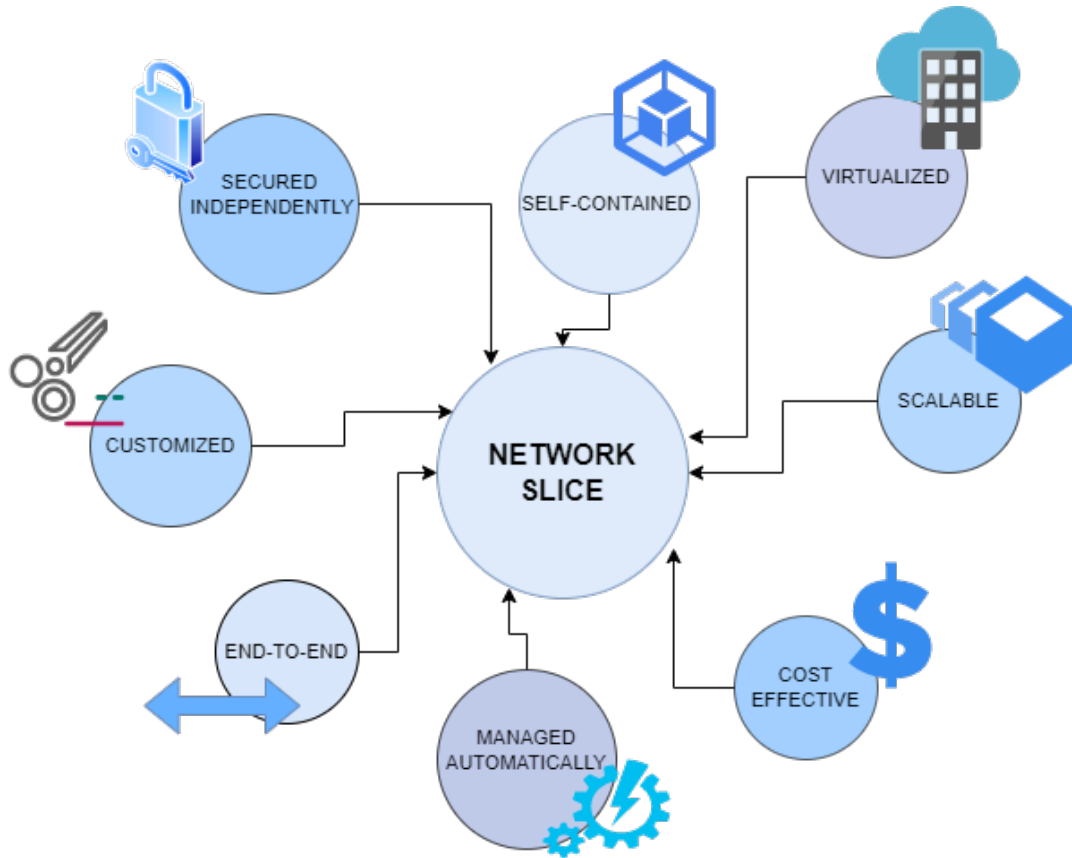 SECURED
INDEPENDENTLY
SELF-CONTAINED
VIRTUALIZED
CUSTOMIZED
SCALABLE
NETWORK
SLICE
END-TO-END
COST
EFFECTIVE
MANAGED
AUTOMATICALLY
$